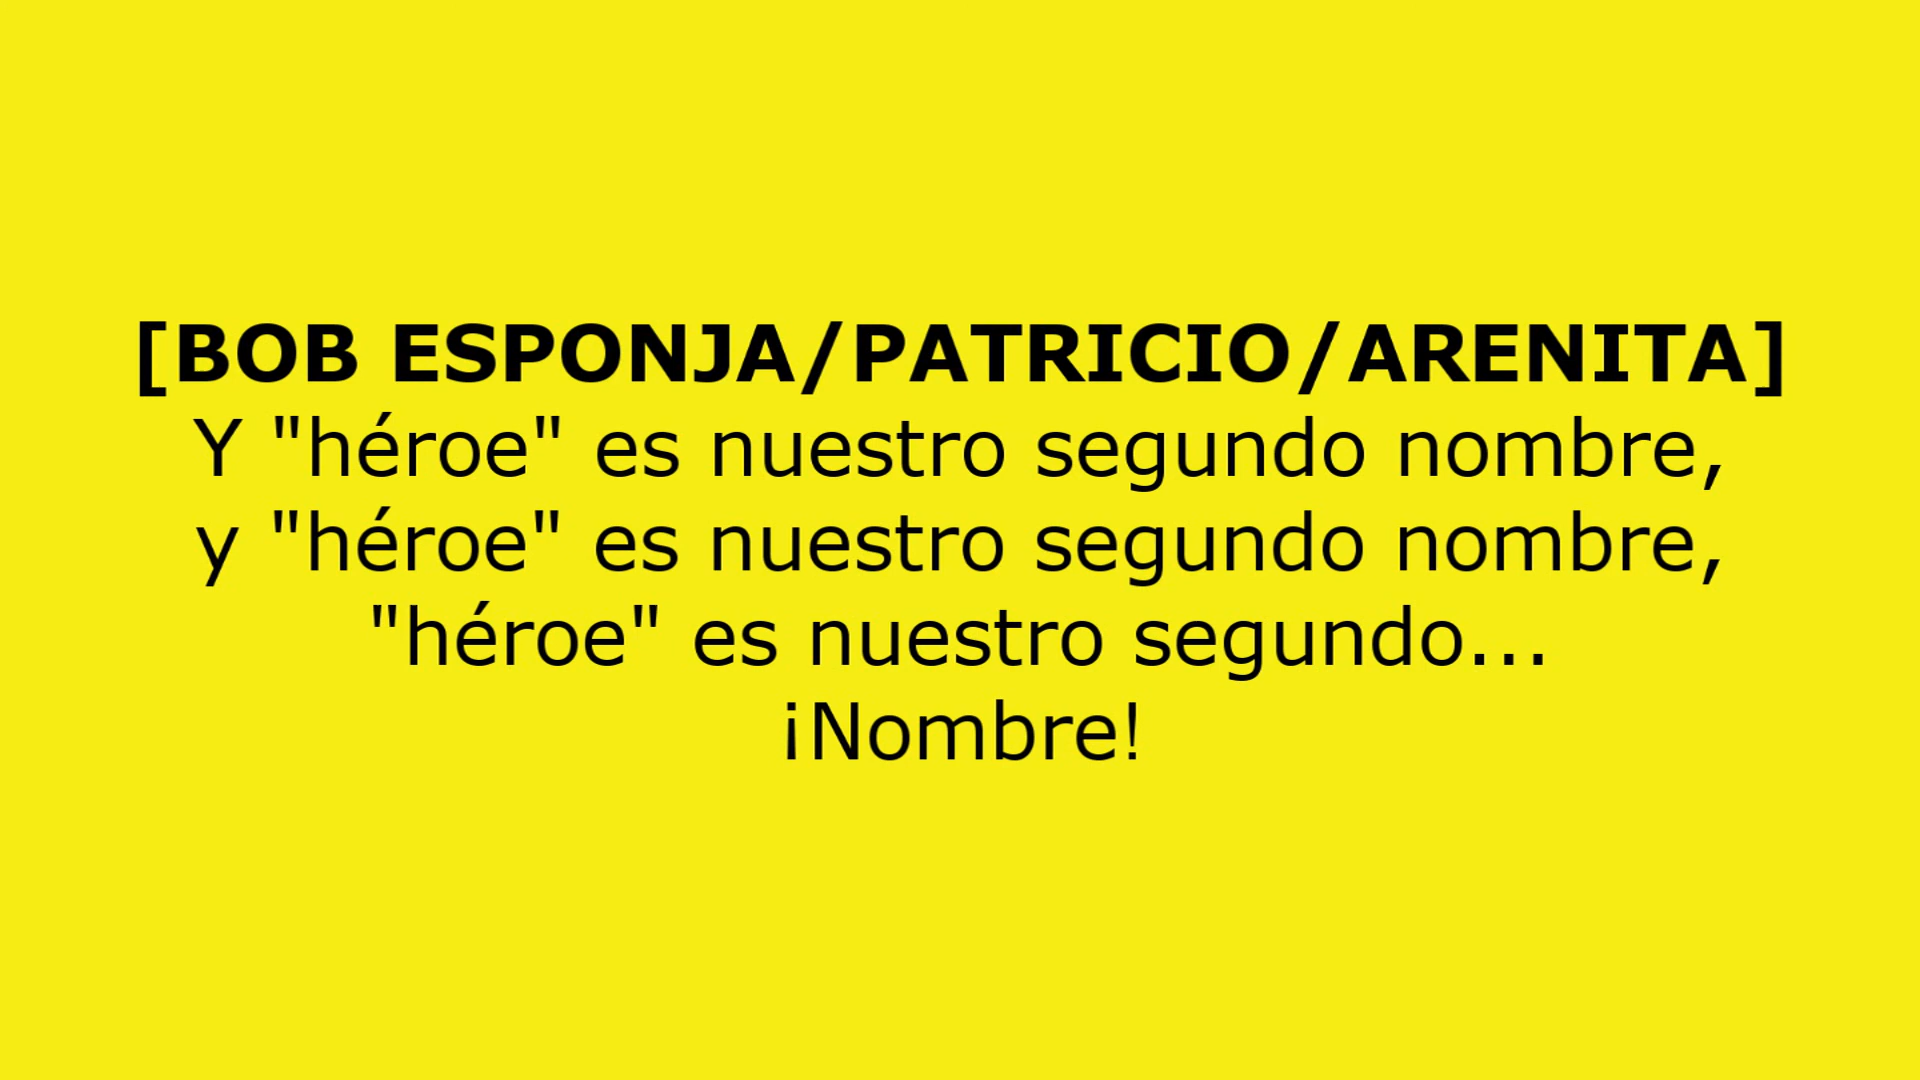 [BOB ESPONJA/PATRICIO/ARENITA]
Y "héroe" es nuestro segundo nombre,
y "héroe" es nuestro segundo nombre,
"héroe" es nuestro segundo...
¡Nombre!